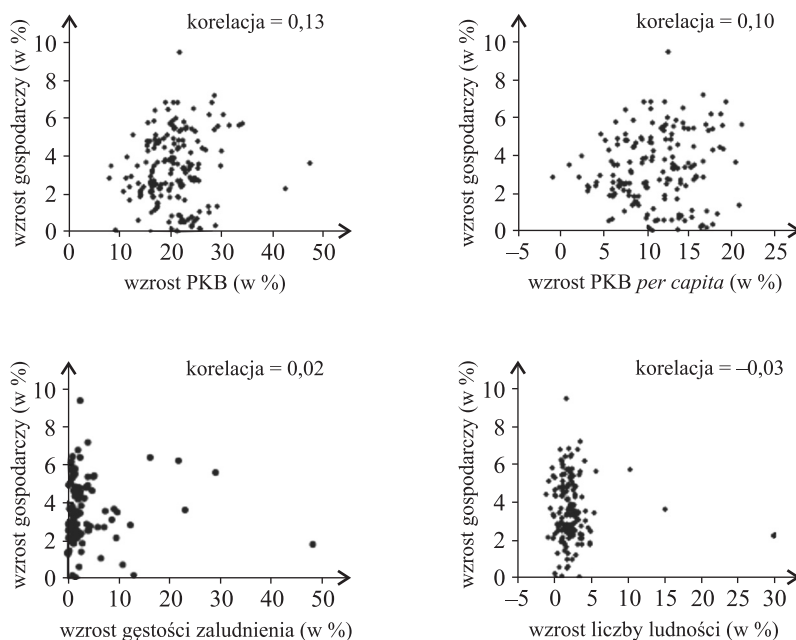 korelacja = 0,13
wzrost gospodarczy (w %)
10
8
6
4
2
0
0 10 20 30 40 50
wzrost PKB (w %)
korelacja = 0,10
wzrost gospodarczy (w %)
10
8
6
4
2
0
–5 0 5 10 15 20 25
wzrost PKB per capita (w %)
korelacja = 0,02
wzrost gospodarczy (w %)
10
8
6
4
2
0
0 10 20 30 40 50
wzrost gęstości zaludnienia (w %)
korelacja = –0,03
wzrost gospodarczy (w %)
10
8
6
4
2
0
–5 0 5 10 15 20 25 30
wzrost liczby ludności (w %)